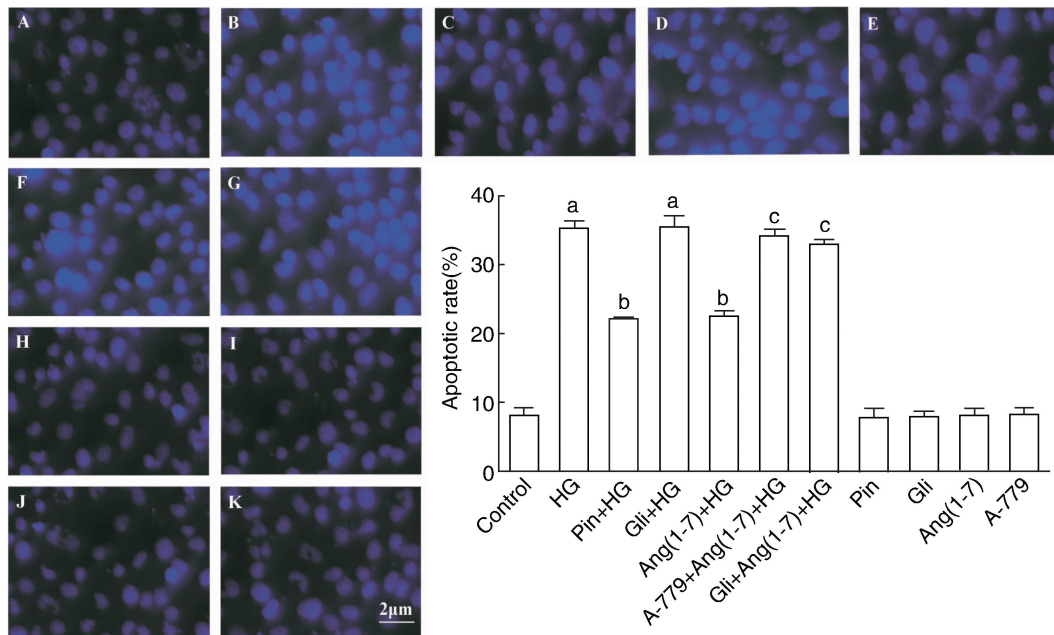 A
B
C
D
E
F
G
H
I
J
K
2μm
Apoptotic rate(%)
40
30
20
10
0
a
b
a
b
c
c
Control
HG
Pin+HG
Gli+HG
Ang(1-7)+HG
A-779+Ang(1-7)+HG
Gli+Ang(1-7)+HG
Pin
Gli
Ang(1-7)
A-779